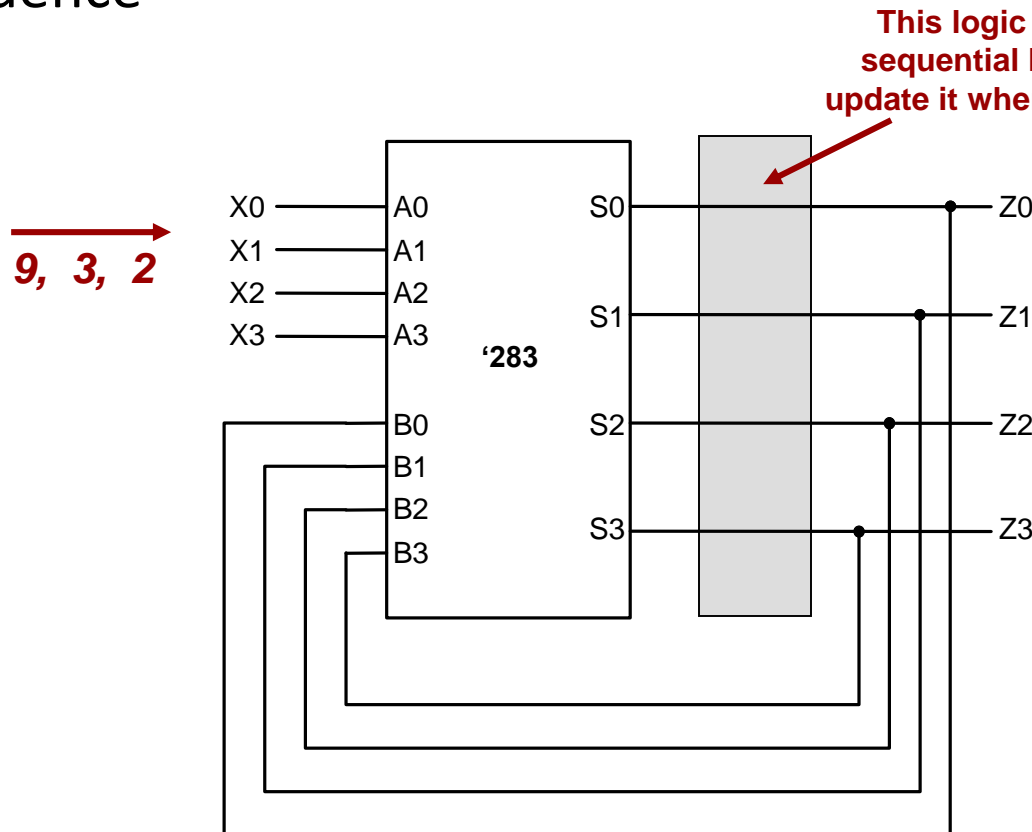 This logic
sequential
update it
X0 A0 S0 Z0
X1 A1
9, 3, 2
X2 A2
S1 Z1
X3 A3
‘283
B0 S2 Z2
B1
B2
S3 Z3
B3